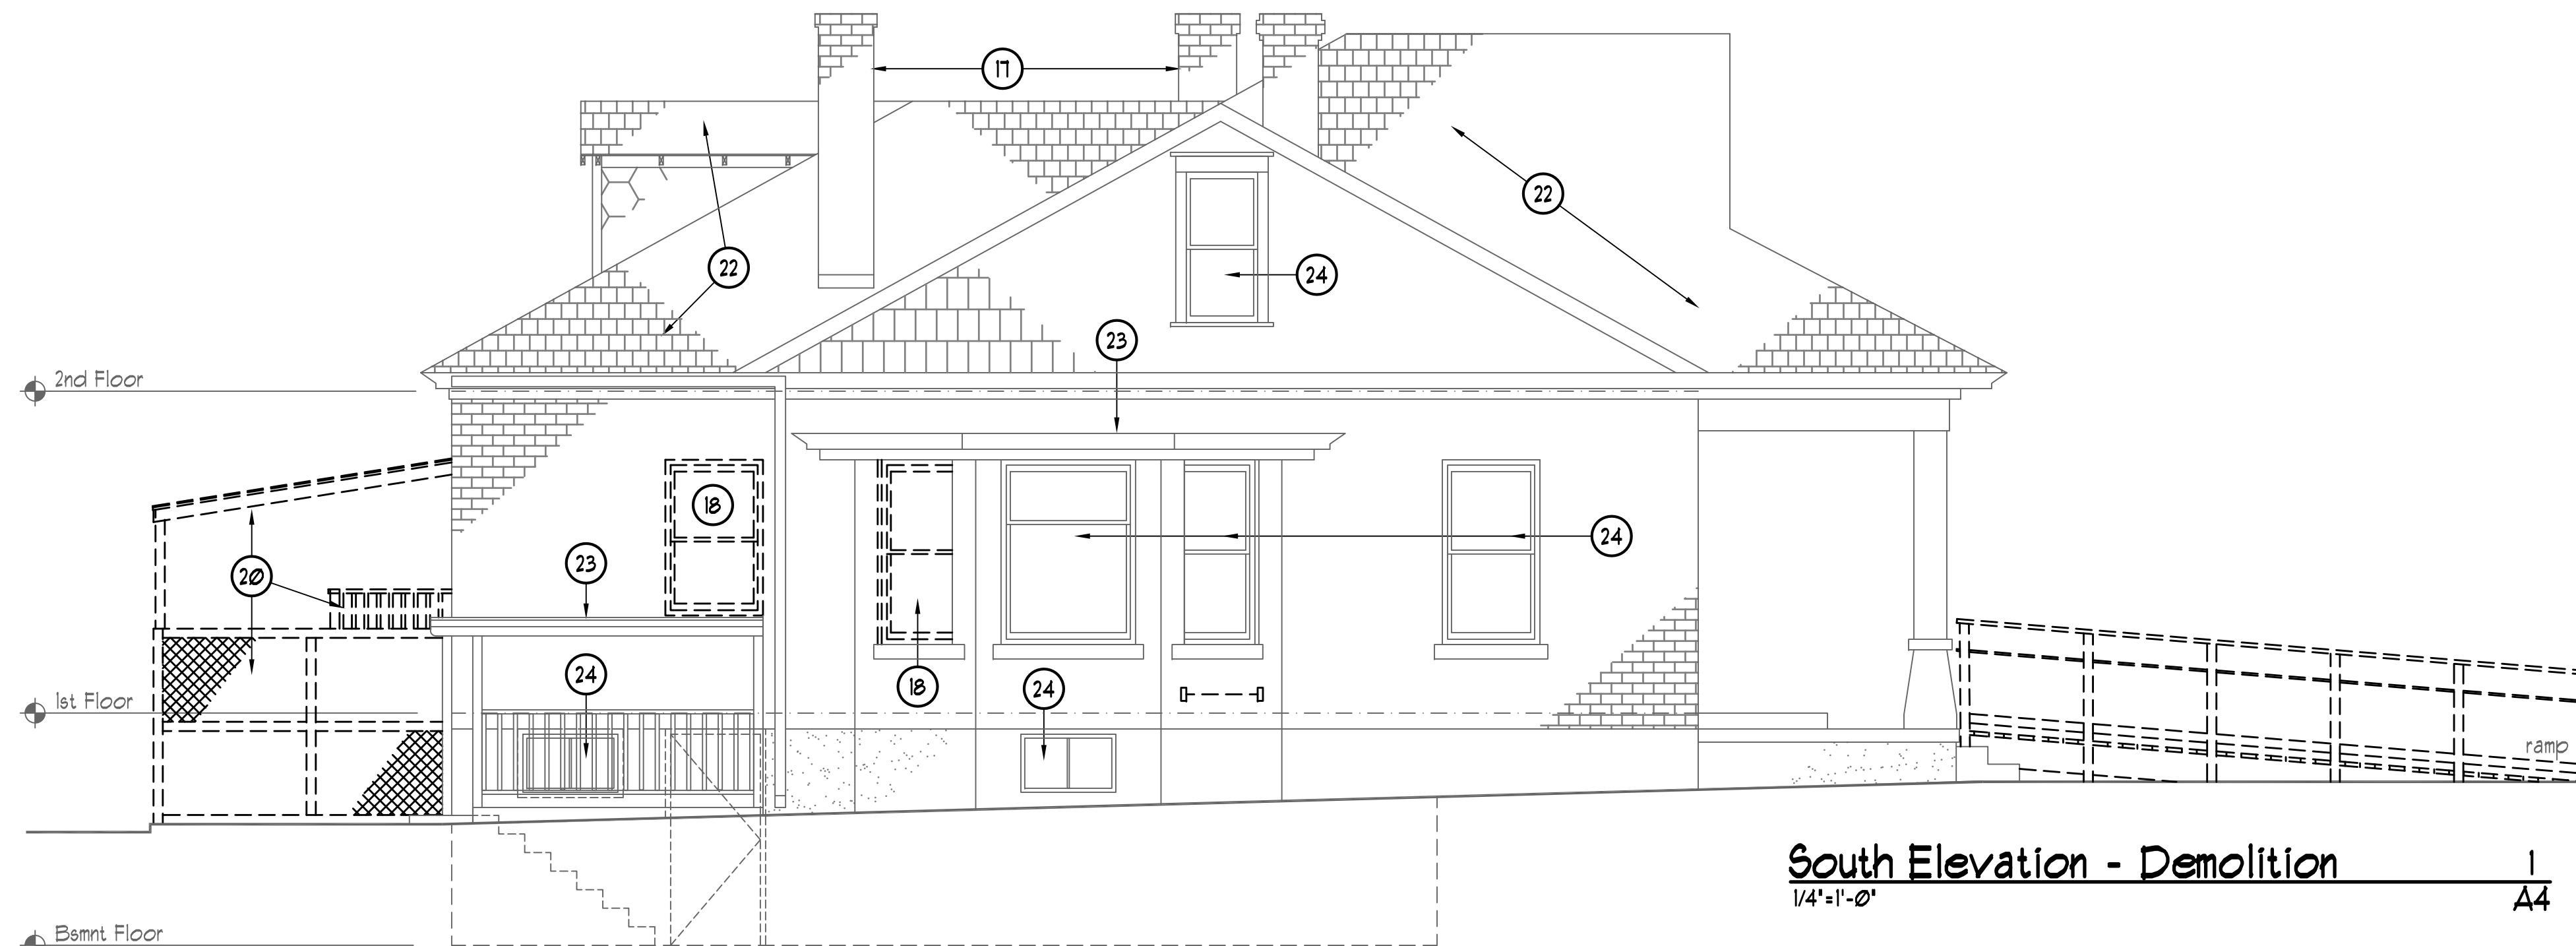 17
22
22
24
23
2nd Floor
18
24
20
23
24
18
24
1st Floor
ramp
South Elevation - Demolition 1
1/4"=1'-0" A4
Bsmnt Floor